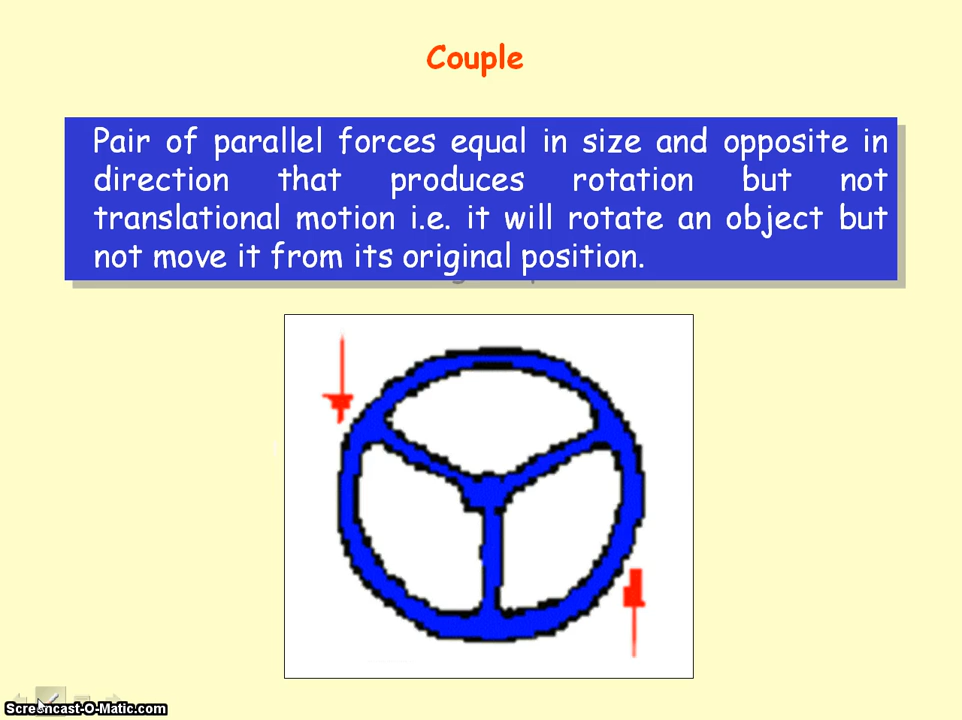 Couple
Pair of parallel forces equal in size and opposite in
direction that produces rotation but not
translational motion i.e. it will rotate an object but
not move it from its original position.
Screencast-O-Matic.com